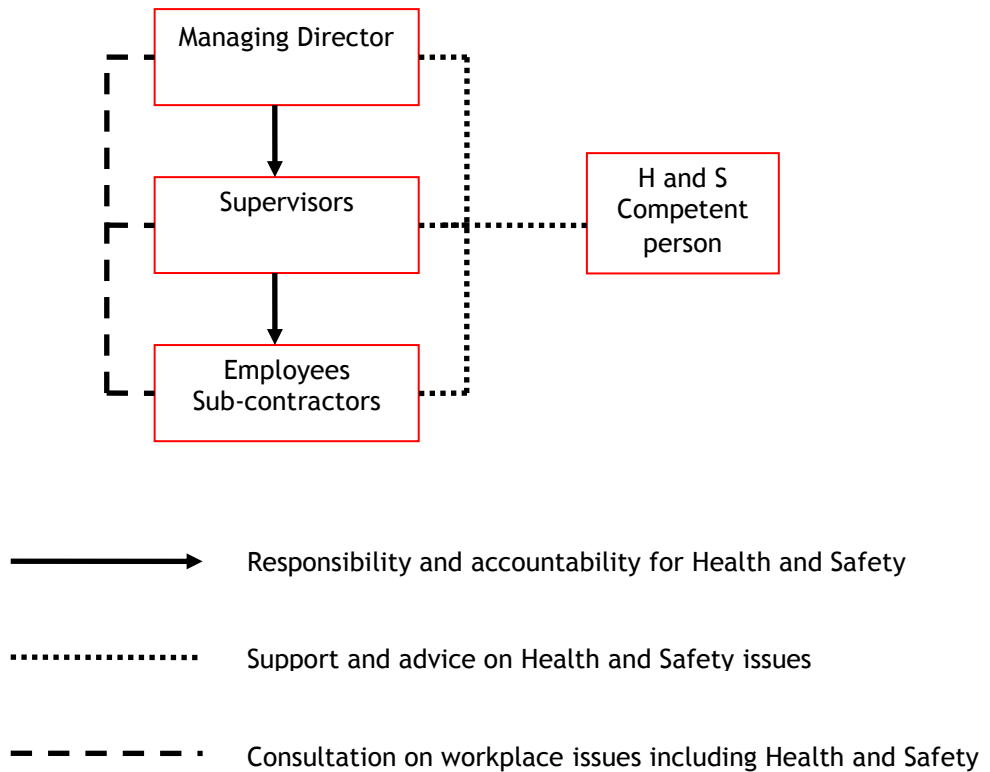 Managing Director
Supervisors
H and S
Competent
person
Employees
Sub-contractors
Responsibility and accountability for Health and Safety
Support and advice on Health and Safety issues
Consultation on workplace issues including Health and Safety